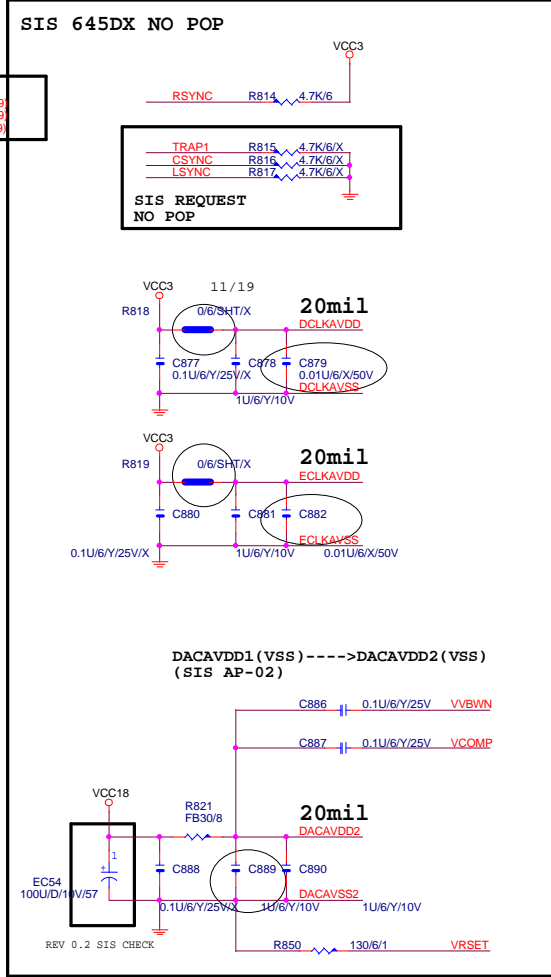 SIS 645DX NO POP
VCC3
RSYNC R814 4.7K/6
9)
9)
9)
TRAP1 R815 4.7K/6/X
CSYNC R816 4.7K/6/X
LSYNC R817 4.7K/6/X
SIS REQUEST
NO POP
VCC3 11/19
R818 0/6/SHT/X 20mil
DCLKAVDD
C877 C878 C879
0.1U/6/Y/25V/X 0.01U/6/X/50V
DCLKAVSS
1U/6/Y/10V
VCC3
R819 0/6/SHT/X 20mil
ECLKAVDD
C880 C881 C882
ECLKAVSS
0.1U/6/Y/25V/X 1U/6/Y/10V 0.01U/6/X/50V
DACAVDD1(VSS)---->DACAVDD2(VSS)
(SIS AP-02)
C886 0.1U/6/Y/25V VVBWN
C887 0.1U/6/Y/25V VCOMP
VCC18
R821
FB30/8 20mil
DACAVDD2
1
+
EC54
100U/D/10V/57
C888 C889 C890
DACAVSS2
0.1U/6/Y/25V/X 1U/6/Y/10V 1U/6/Y/10V
REV 0.2 SIS CHECK
R850 130/6/1 VRSET